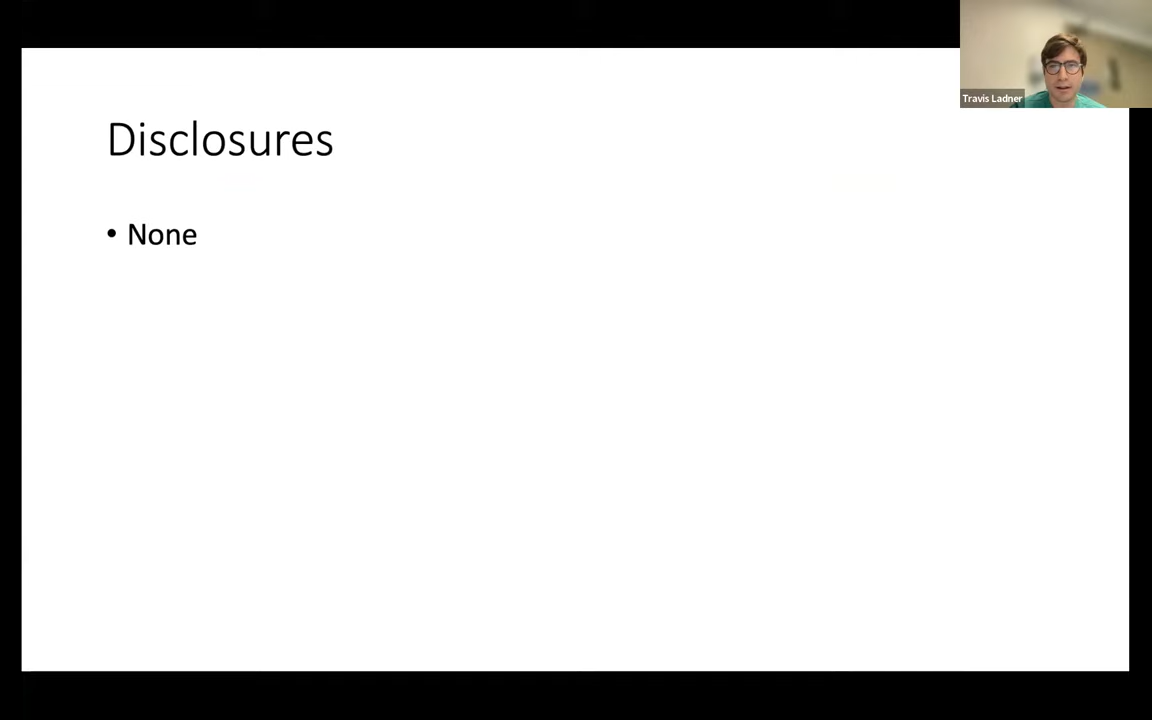 Travis Ladner
Disclosures
• None